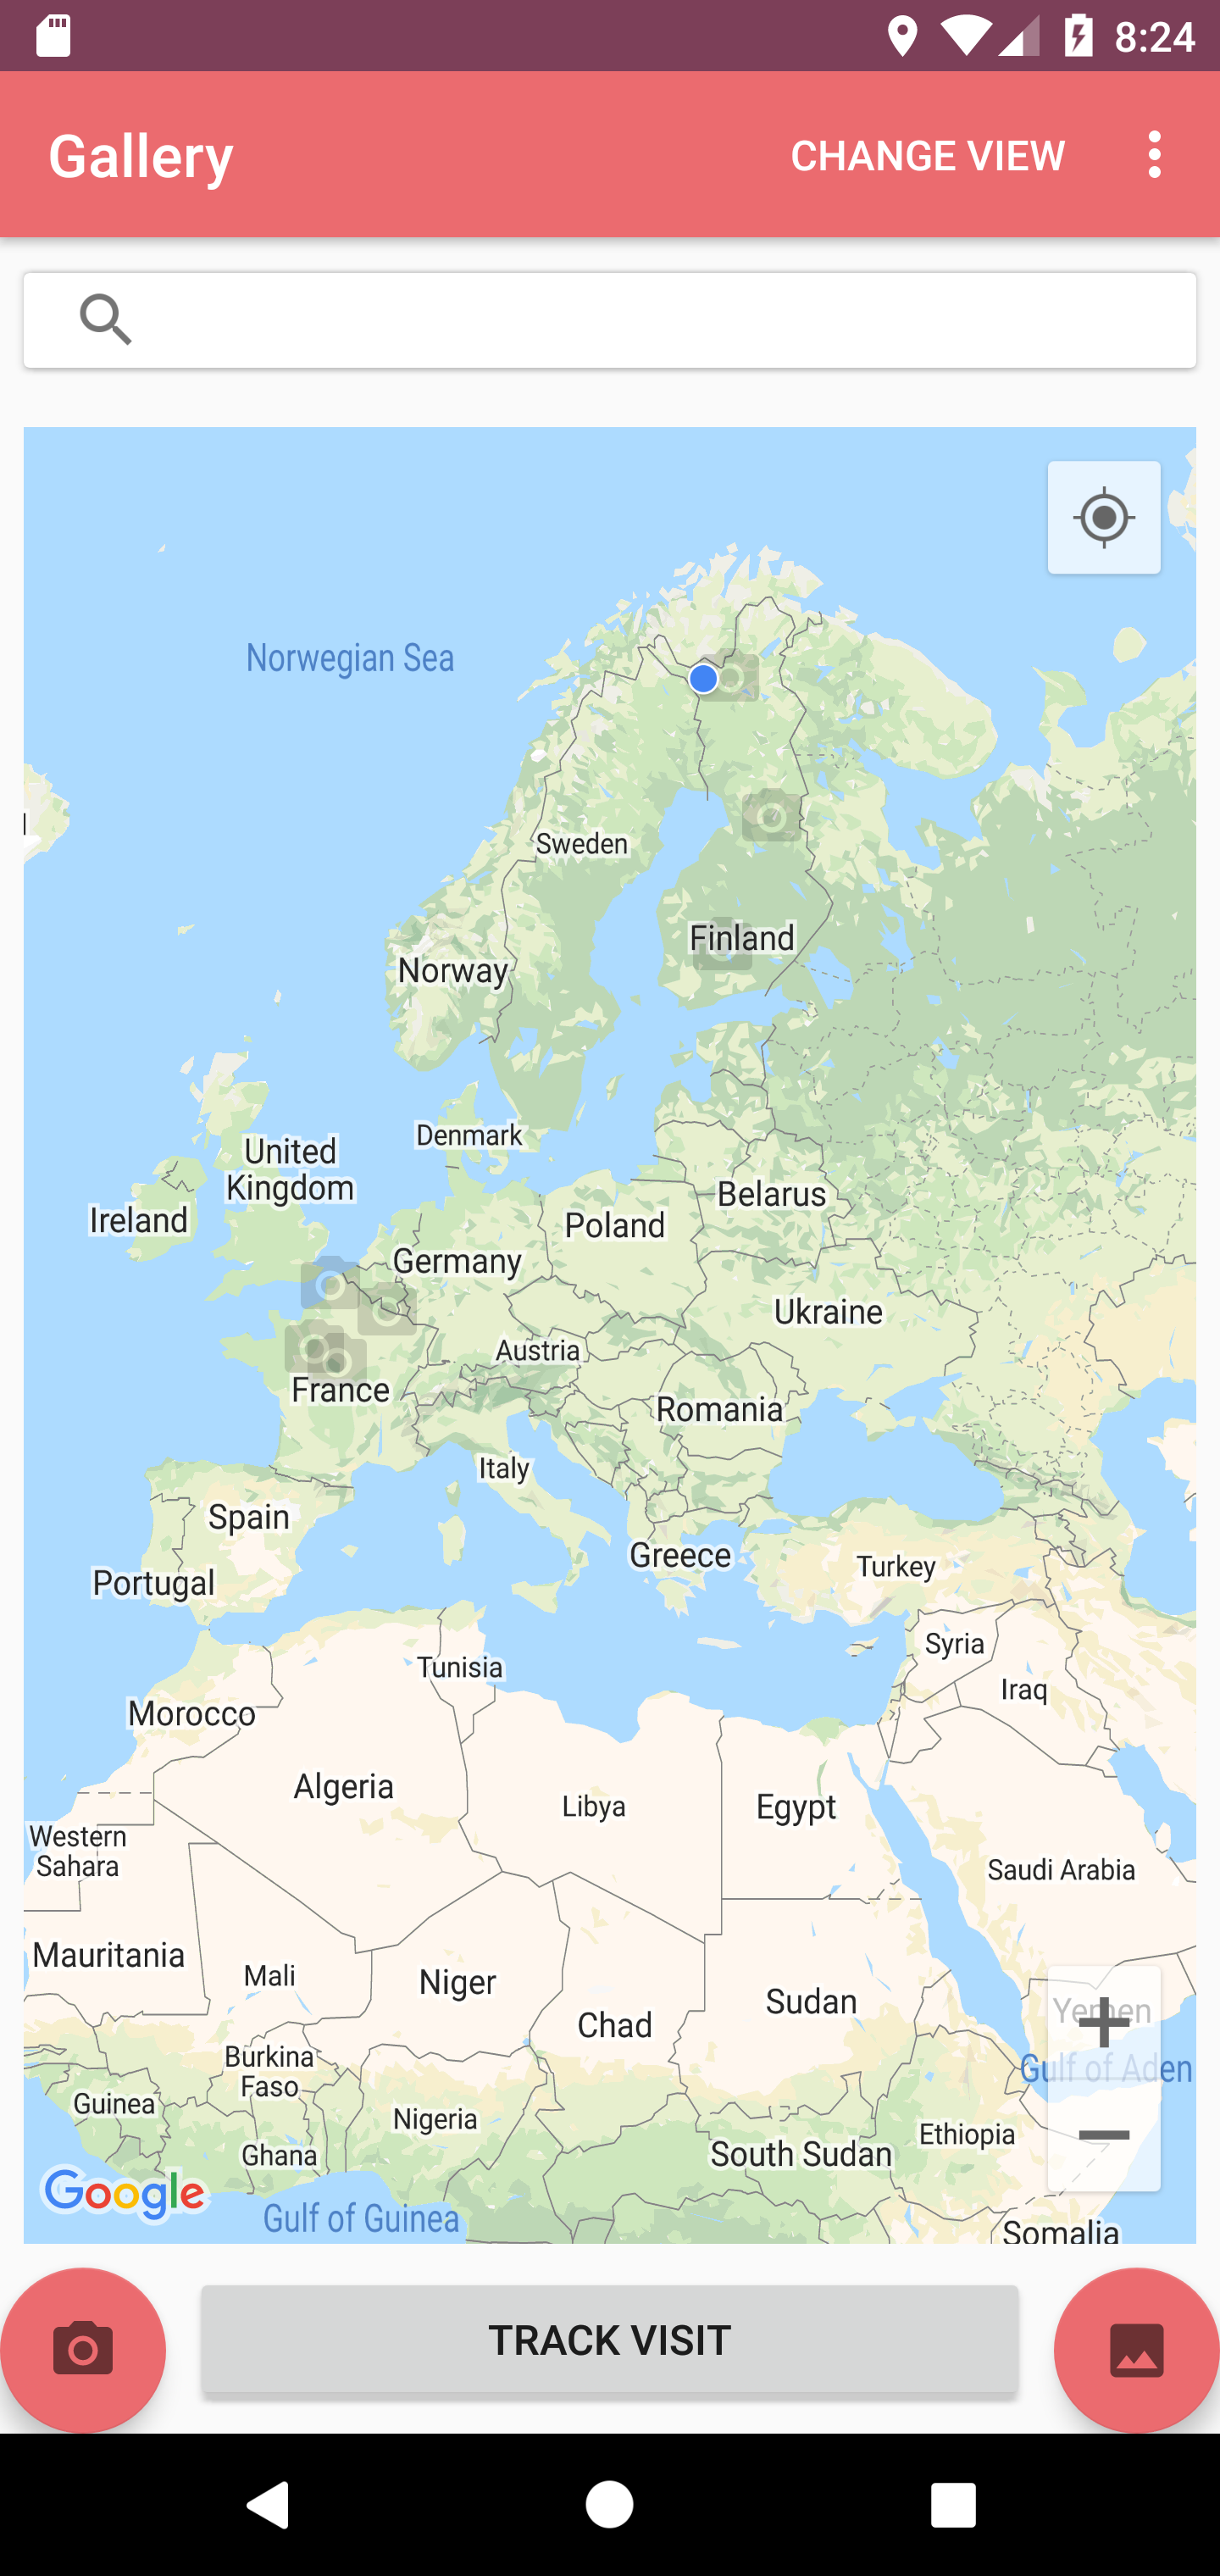 8:24
Gallery
CHANGE VIEW
Norwegian Sea
Sweden
Finland
Norway
Denmark
United
Kingdom
Ireland
Belarus
Poland
Germany
Ukraine
Austria
France
Romania
Italy
Spain
Greece
Portugal
Turkey
Syria
Tunisia
Iraq
Morocco
Algeria
Libya
Egypt
Western
Sahara
Saudi Arabia
Mauritania
Mali
Niger
Sudan
Chad
Yemen
Burkina
Faso
Gulf of Aden
Guinea
Nigeria
Ethiopia
Ghana
South Sudan
Google
Gulf of Guinea
Somalia
TRACK VISIT